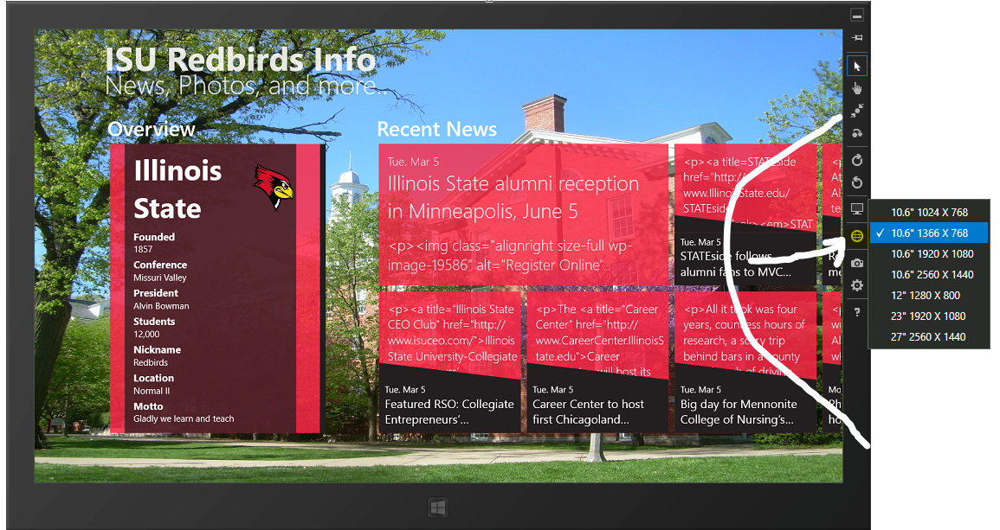 ISU Redbirds Info
News, Photos, and more..
Overview
Illinois
State
Founded
1857
Conference
Missuri Valley
President
Alvin Bowman
Students
12,000
Nickname
Redbirds
Location
Normal Il
Motto
Gladly we learn and teach
Recent News
Tue. Mar 5
Illinois State alumni reception
in Minneapolis, June 5
<p><img class="alignright size-full wp-
image-19586" alt="Register Online"...
<p><a title="STATEside
href="http://
www.IllinoisState.edu/
STATEside
<em>STAT
Tue. Mar 5
STATEside follows
alumni fans to MVC...
<p><a title="Illinois State
CEO Club" href="http://
www.isuceo.com/">Illinois
State University-Collegiate
Tue. Mar 5
Featured RSO: Collegiate
Entrepreneurs'...
<p>The <a title="Career
Center" href="http://
www.CareerCenter.IllinoisS
tate.edu">Career
will host its
Tue. Mar 5
Career Center to host
first Chicagoland...
<p>All it took was four
years, countless hours of
research, a scary trip
behind bars in a county
of driving
Tue. Mar 5
Big day for Mennonite
College of Nursing's...
10.6" 1024 X 768
10.6" 1366 X 768
10.6" 1920 X 1080
10.6" 2560 X 1440
12" 1280 X 800
23" 1920 X 1080
27" 2560 X 1440